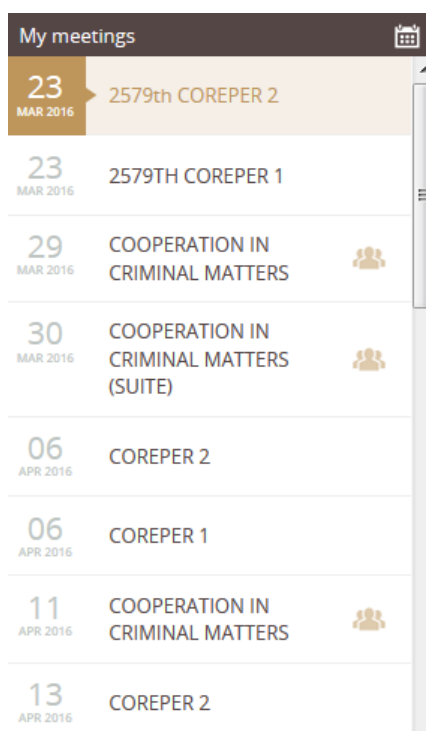 My meetings
23
MAR 2016
2579th COREPER 2
23
MAR 2016
2579TH COREPER 1
29
MAR 2016
COOPERATION IN
CRIMINAL MATTERS
30
MAR 2016
COOPERATION IN
CRIMINAL MATTERS
(SUITE)
06
APR 2016
COREPER 2
06
APR 2016
COREPER 1
11
APR 2016
COOPERATION IN
CRIMINAL MATTERS
13
APR 2016
COREPER 2